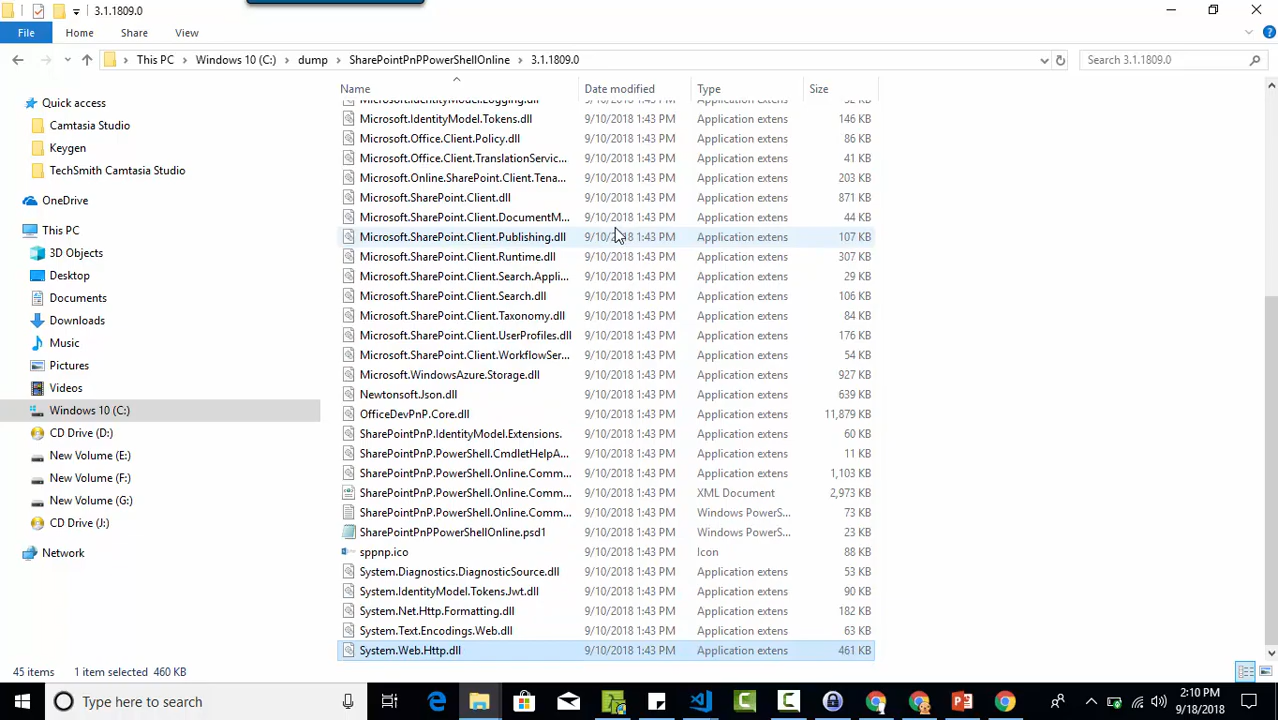 3.1.1809.0
File Home Share View
This PC Windows 10 (C:) dump SharePointPnPPowerShellOnline 3.1.1809.0 Search 3.1.1809.0
Name Date modified Type Size
Quick access
Camtasia Studio
Keygen
TechSmith Camtasia Studio
OneDrive
This PC
3D Objects
Desktop
Documents
Downloads
Music
Pictures
Videos
Windows 10 (C:)
CD Drive (D:)
New Volume (E:)
New Volume (F:)
New Volume (G:)
CD Drive (J:)
Network
Microsoft.IdentityModel.Logging.dll 9/10/2018 1:43 PM Application extens 32 KB
Microsoft.IdentityModel.Tokens.dll 9/10/2018 1:43 PM Application extens 146 KB
Microsoft.Office.Client.Policy.dll 9/10/2018 1:43 PM Application extens 86 KB
Microsoft.Office.Client.TranslationServic... 9/10/2018 1:43 PM Application extens 41 KB
Microsoft.Online.SharePoint.Client.Tena... 9/10/2018 1:43 PM Application extens 203 KB
Microsoft.SharePoint.Client.dll 9/10/2018 1:43 PM Application extens 871 KB
Microsoft.SharePoint.Client.DocumentM... 9/10/2018 1:43 PM Application extens 44 KB
Microsoft.SharePoint.Client.Publishing.dll 9/10/2018 1:43 PM Application extens 107 KB
Microsoft.SharePoint.Client.Runtime.dll 9/10/2018 1:43 PM Application extens 307 KB
Microsoft.SharePoint.Client.Search.Appli... 9/10/2018 1:43 PM Application extens 29 KB
Microsoft.SharePoint.Client.Search.dll 9/10/2018 1:43 PM Application extens 106 KB
Microsoft.SharePoint.Client.Taxonomy.dll 9/10/2018 1:43 PM Application extens 84 KB
Microsoft.SharePoint.Client.UserProfiles.dll 9/10/2018 1:43 PM Application extens 176 KB
Microsoft.SharePoint.Client.WorkflowSer... 9/10/2018 1:43 PM Application extens 54 KB
Microsoft.WindowsAzure.Storage.dll 9/10/2018 1:43 PM Application extens 927 KB
Newtonsoft.Json.dll 9/10/2018 1:43 PM Application extens 639 KB
OfficeDevPnP.Core.dll 9/10/2018 1:43 PM Application extens 11,879 KB
SharePointPnP.IdentityModel.Extensions. 9/10/2018 1:43 PM Application extens 60 KB
SharePointPnP.PowerShell.CmdletHelpA... 9/10/2018 1:43 PM Application extens 11 KB
SharePointPnP.PowerShell.Online.Comm... 9/10/2018 1:43 PM Application extens 1,103 KB
SharePointPnP.PowerShell.Online.Comm... 9/10/2018 1:43 PM XML Document 2,973 KB
SharePointPnP.PowerShell.Online.Comm... 9/10/2018 1:43 PM Windows PowerS... 73 KB
SharePointPnPPowerShellOnline.psd1 9/10/2018 1:43 PM Windows PowerS... 23 KB
sppnp.ico 9/10/2018 1:43 PM Icon 88 KB
System.Diagnostics.DiagnosticSource.dll 9/10/2018 1:43 PM Application extens 53 KB
System.IdentityModel.Tokens.Jwt.dll 9/10/2018 1:43 PM Application extens 90 KB
System.Net.Http.Formatting.dll 9/10/2018 1:43 PM Application extens 182 KB
System.Text.Encodings.Web.dll 9/10/2018 1:43 PM Application extens 63 KB
System.Web.Http.dll 9/10/2018 1:43 PM Application extens 461 KB
45 items 1 item selected 460 KB
Type here to search
2:10 PM
9/18/2018